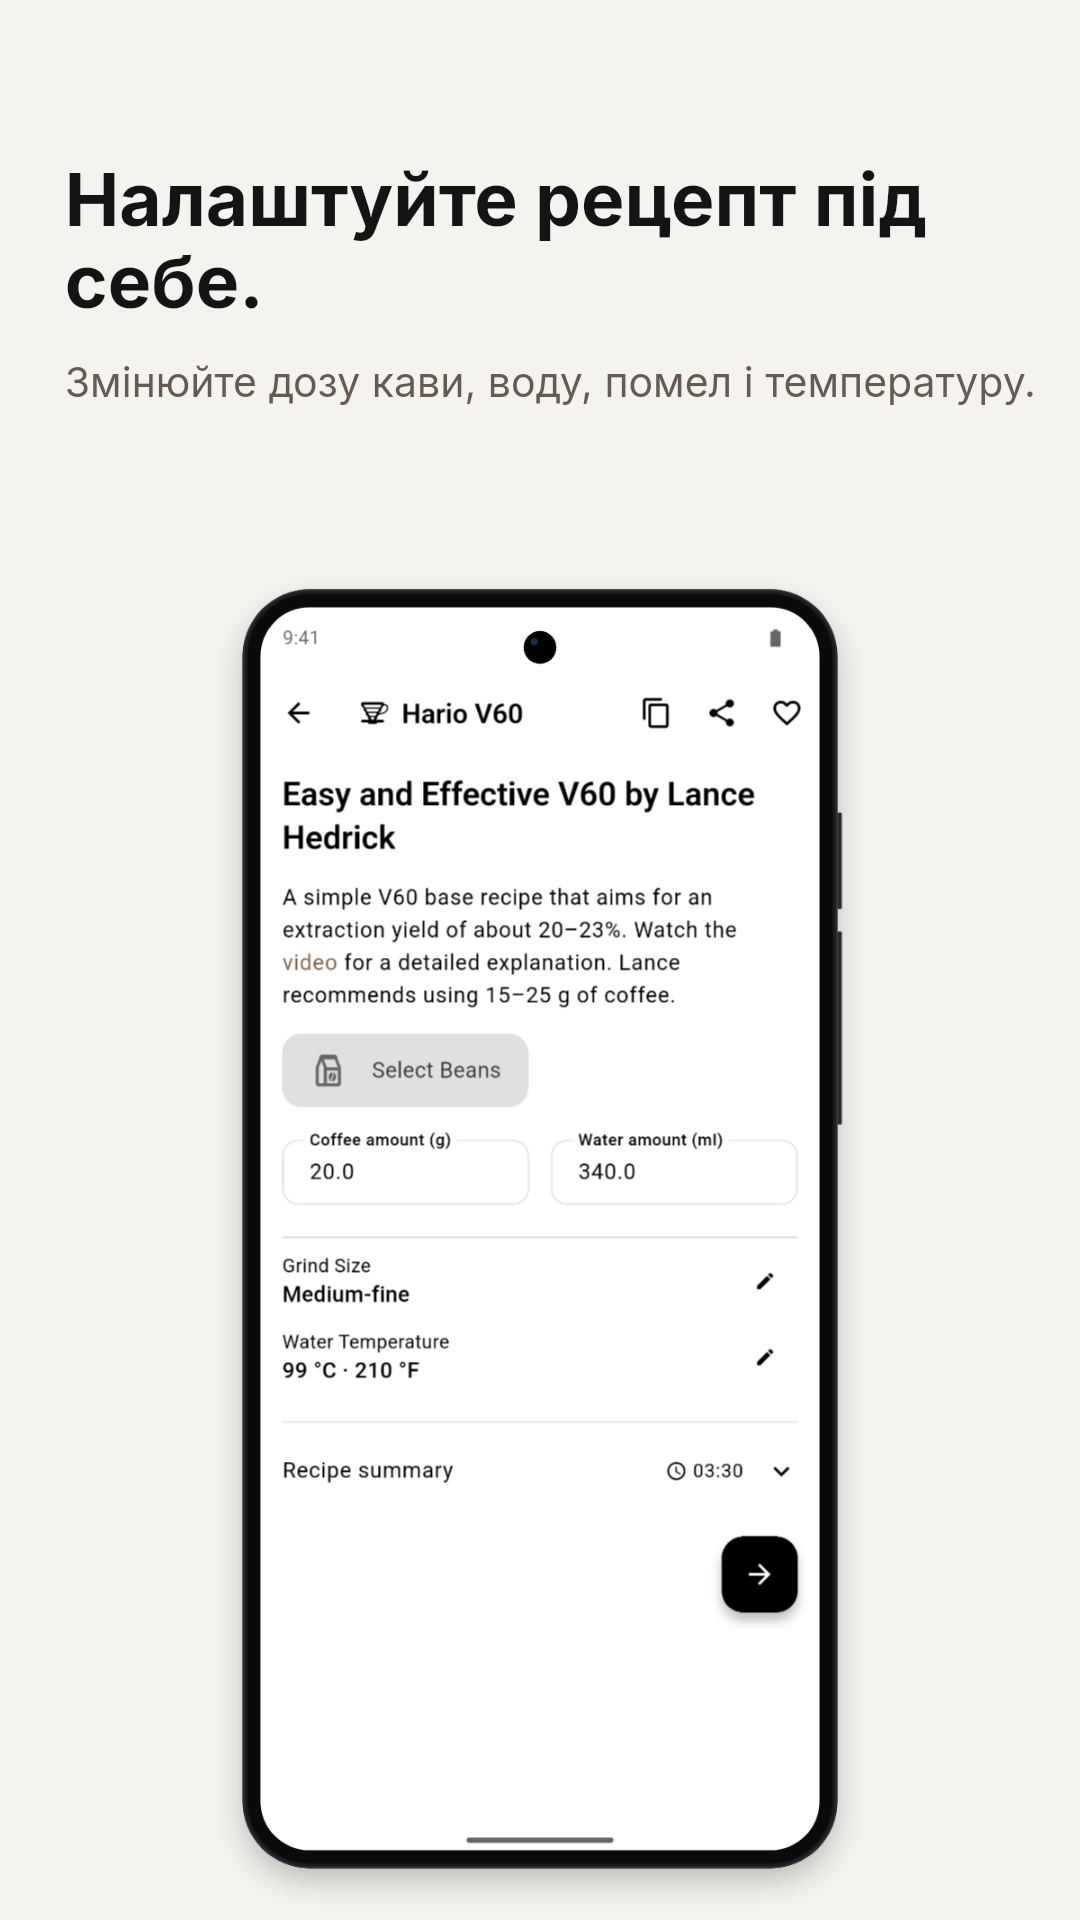 Налаштуйте рецепт під
себе.
Змінюйте дозу кави, воду, помел і температуру.
9:41
Hario V60
Easy and Effective V60 by Lance
Hedrick
A simple V60 base recipe that aims for an
extraction yield of about 20–23%. Watch the
video for a detailed explanation. Lance
recommends using 15–25 g of coffee.
Select Beans
Coffee amount (g)
20.0
Water amount (ml)
340.0
Grind Size
Medium-fine
Water Temperature
99 °C · 210 °F
Recipe summary
03:30